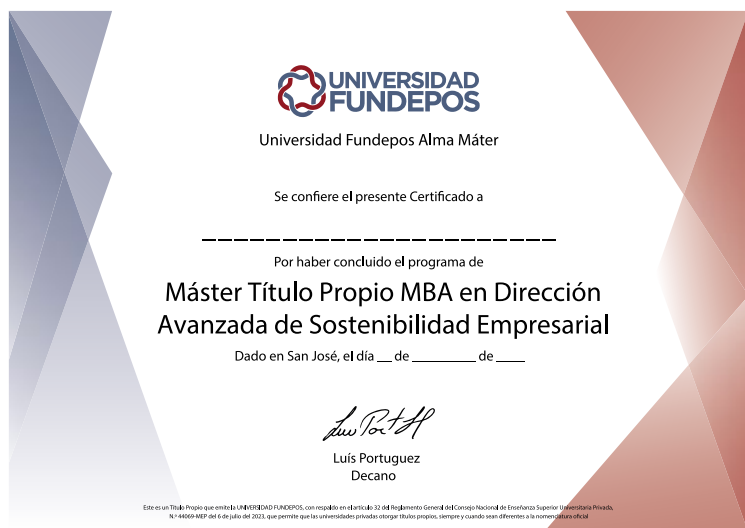 UNIVERSIDAD
FUNDEPOS
Universidad Fundepos Alma Máter
Se confiere el presente Certificado a
Por haber concluido el programa de
Máster Título Propio MBA en Dirección
Avanzada de Sostenibilidad Empresarial
Dado en San José, el día __ de ________ de ____
Luís Portuguez
Decano
Este es un Título Propio que emite la UNIVERSIDAD FUNDEPOS, con respaldo en el artículo 32 del Reglamento General del Consejo Nacional de Enseñanza Superior Universitaria Privada,
N.º 44069-MEP del 6 de julio del 2023, que permite que las universidades privadas otorgar títulos propios, siempre y cuando sean diferentes a la nomenclatura oficial